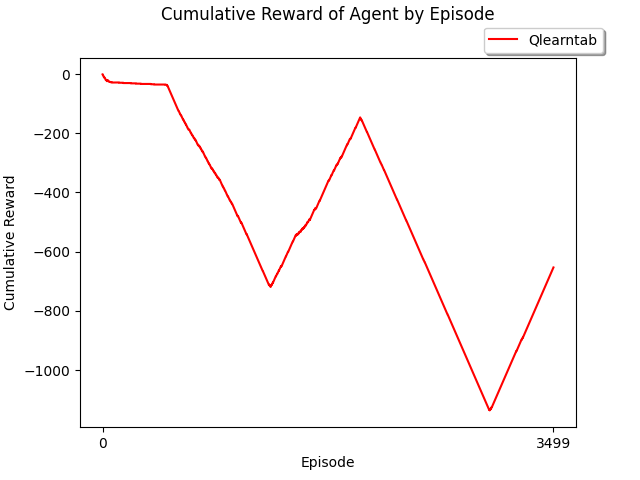 Cumulative Reward of Agent by Episode
Qlearntab
0
−200
−400
−600
−800
−1000
Cumulative Reward
0
3499
Episode